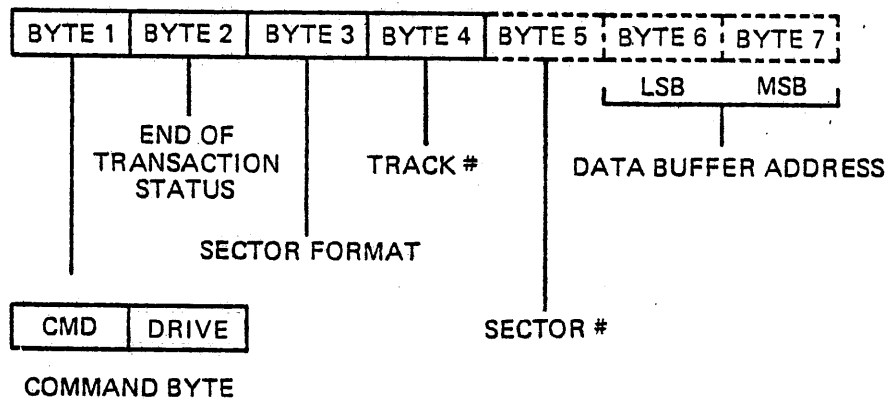 BYTE 1 BYTE 2 BYTE 3 BYTE 4 BYTE 5 BYTE 6 BYTE 7
LSB MSB
END OF
TRANSACTION
STATUS
TRACK #
DATA BUFFER ADDRESS
SECTOR FORMAT
CMD DRIVE
SECTOR #
COMMAND BYTE